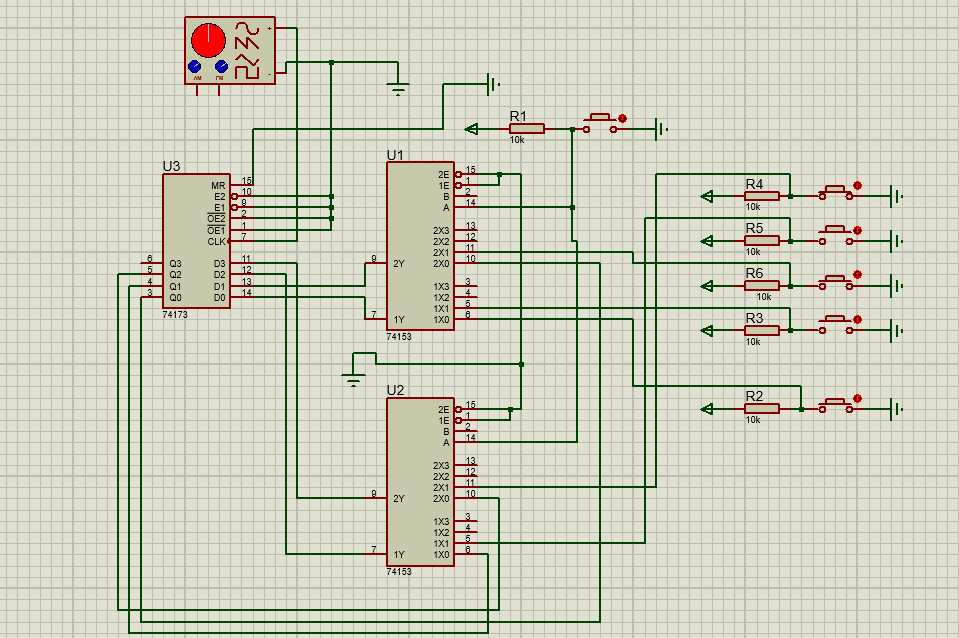 +
-
AM FM
R1
10k
U3
MR 15
E2 10
E1 9
OE2 2
OE1 1
CLK 7
6 Q3 D3 11
5 Q2 D2 12
4 Q1 D1 13
3 Q0 D0 14
74173
U1
2E 15
1E 1
B 2
A 14
2X3 13
2X2 12
2X1 11
2X0 10
9 2Y
1X3 3
1X2 4
1X1 5
7 1Y 1X0 6
74153
U2
2E 15
1E 1
B 2
A 14
2X3 13
2X2 12
2X1 11
9 2Y 2X0 10
1X3 3
1X2 4
1X1 5
7 1Y 1X0 6
74153
R4
10k
R5
10k
R6
10k
R3
10k
R2
10k